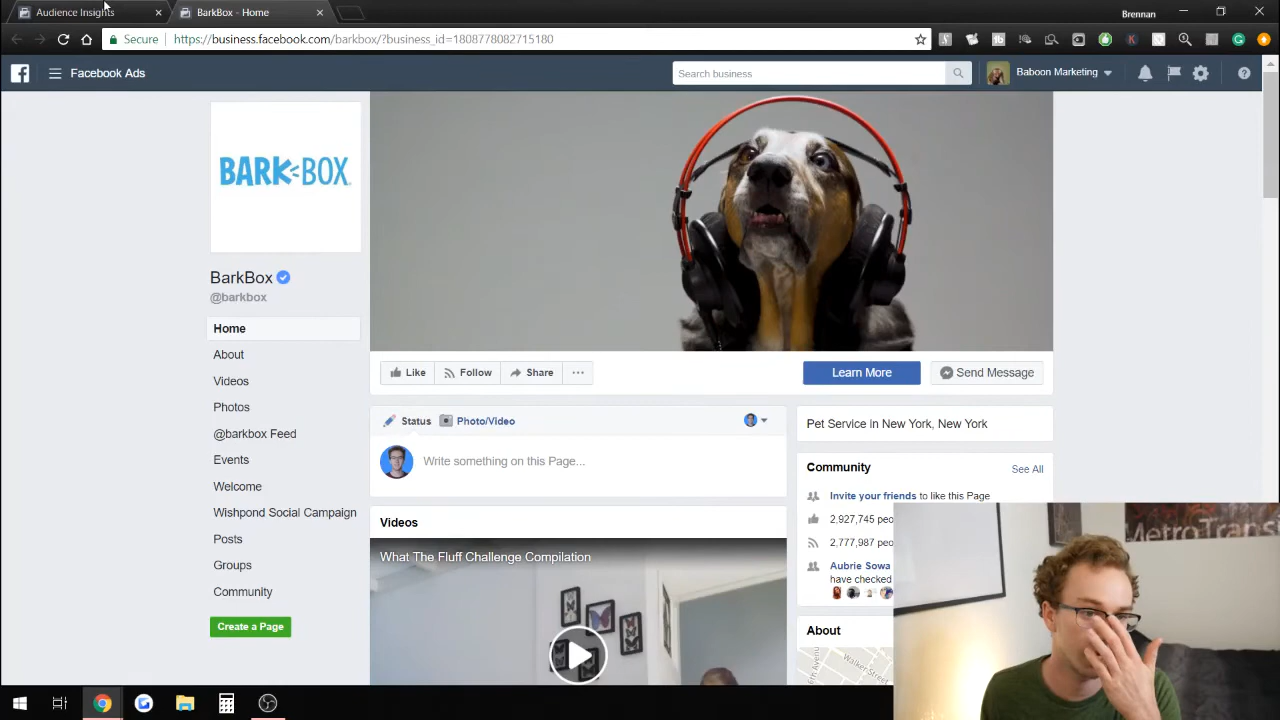 Audience Insights
BarkBox - Home
Brennan
Secure
https://business.facebook.com/barkbox/?business_id=1808778082715180
Facebook Ads
Search business
Baboon Marketing
BARK BOX
BarkBox
@barkbox
Home
About
Videos
Photos
@barkbox Feed
Events
Welcome
Wishpond Social Campaign
Posts
Groups
Community
Create a Page
Like
Follow
Share
Learn More
Send Message
Status
Photo/Video
Write something on this Page...
Videos
What The Fluff Challenge Compilation
Pet Service in New York, New York
Community
See All
Invite your friends to like this Page
2,927,745 peo
2,777,987 peo
Aubrie Sowa
have checked
About
Walker Street
MetroTransi